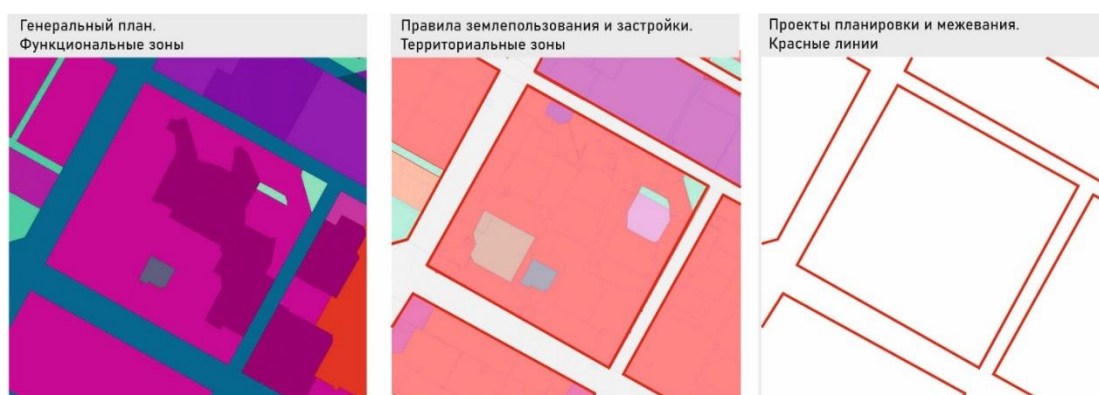 Генеральный план.
Функциональные зоны
Правила землепользования и застройки.
Территориальные зоны
Проекты планировки и межевания.
Красные линии